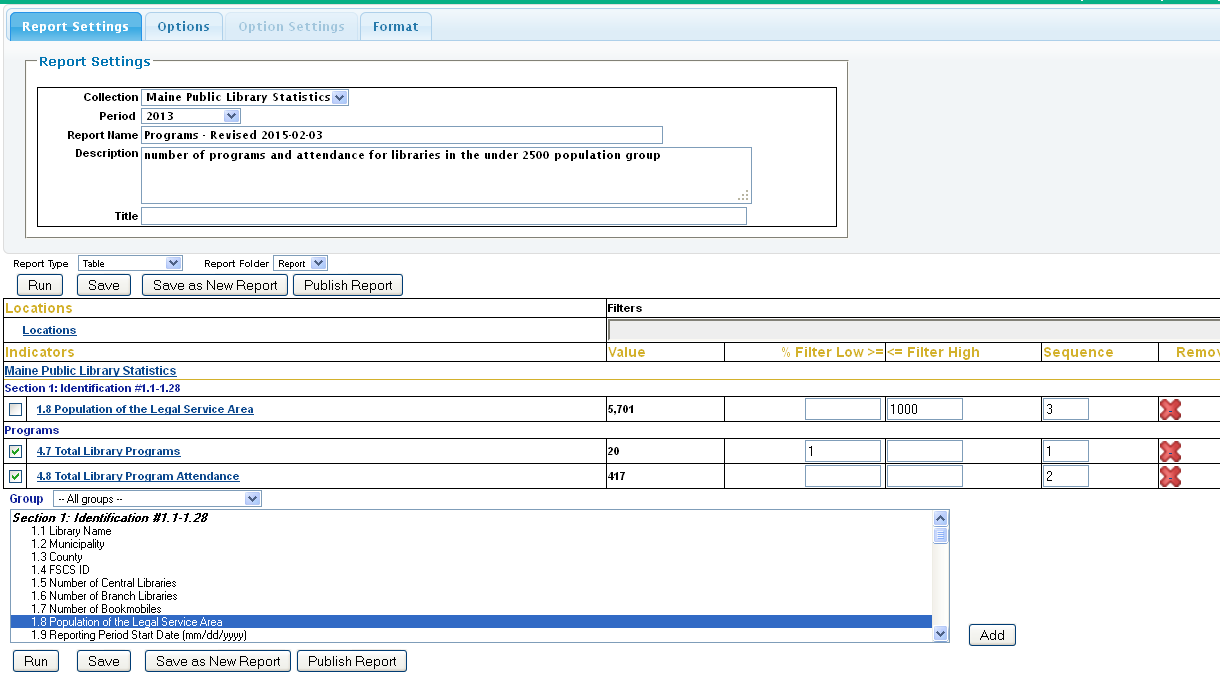 Report Settings Options Option Settings Format
Report Settings
Collection Maine Public Library Statistics
Period 2013
Report Name Programs - Revised 2015-02-03
Description number of programs and attendance for libraries in the under 2500 population group
Title
Report Type Table Report Folder Report
Run Save Save as New Report Publish Report
Locations Filters
Locations
Indicators Value % Filter Low >= <= Filter High Sequence Remov
Maine Public Library Statistics
Section 1: Identification #1.1-1.28
1.8 Population of the Legal Service Area 5,701 1000 3
Programs
4.7 Total Library Programs 20 1 1
4.8 Total Library Program Attendance 417 2
Group -- All groups --
Section 1: Identification #1.1-1.28
1.1 Library Name
1.2 Municipality
1.3 County
1.4 FSCS ID
1.5 Number of Central Libraries
1.6 Number of Branch Libraries
1.7 Number of Bookmobiles
1.8 Population of the Legal Service Area
1.9 Reporting Period Start Date (mm/dd/yyyy)
Add
Run Save Save as New Report Publish Report